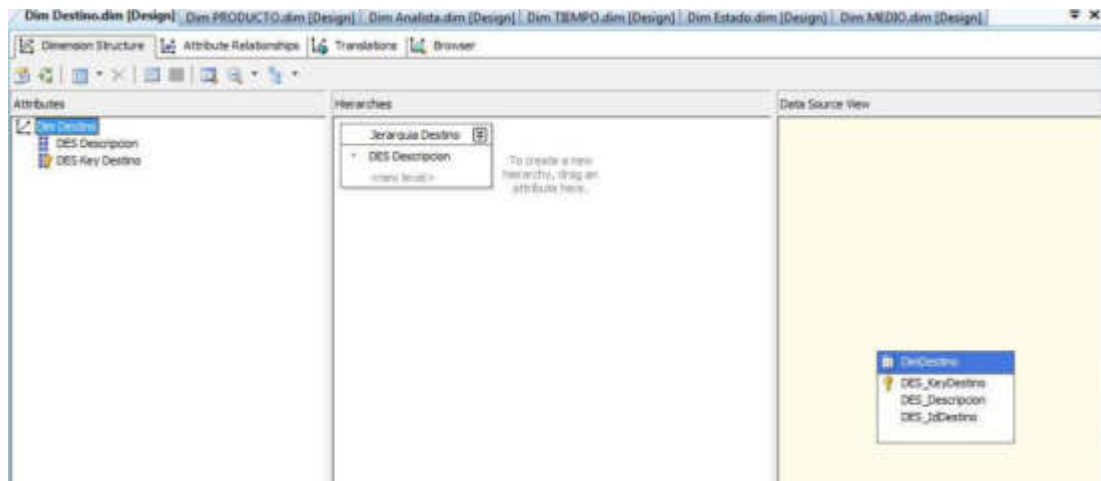 Dim Destino.dim [Design] Dim PRODUCTO.dim [Design] Dim Analista.dim [Design] Dim TIEMPO.dim [Design] Dim Estado.dim [Design] Dim MEDIO.dim [Design]
Dimension Structure Attribute Relationships Translations Browser
Attributes
Dim Destino
DES Descripcion
DES Key Destino
Hierarchies
Jerarquia Destino
DES Descripcion
<new level>
To create a new
hierarchy, drag an
attribute here.
Data Source View
DimDestino
DES_KeyDestino
DES_Descripcion
DES_IdDestino